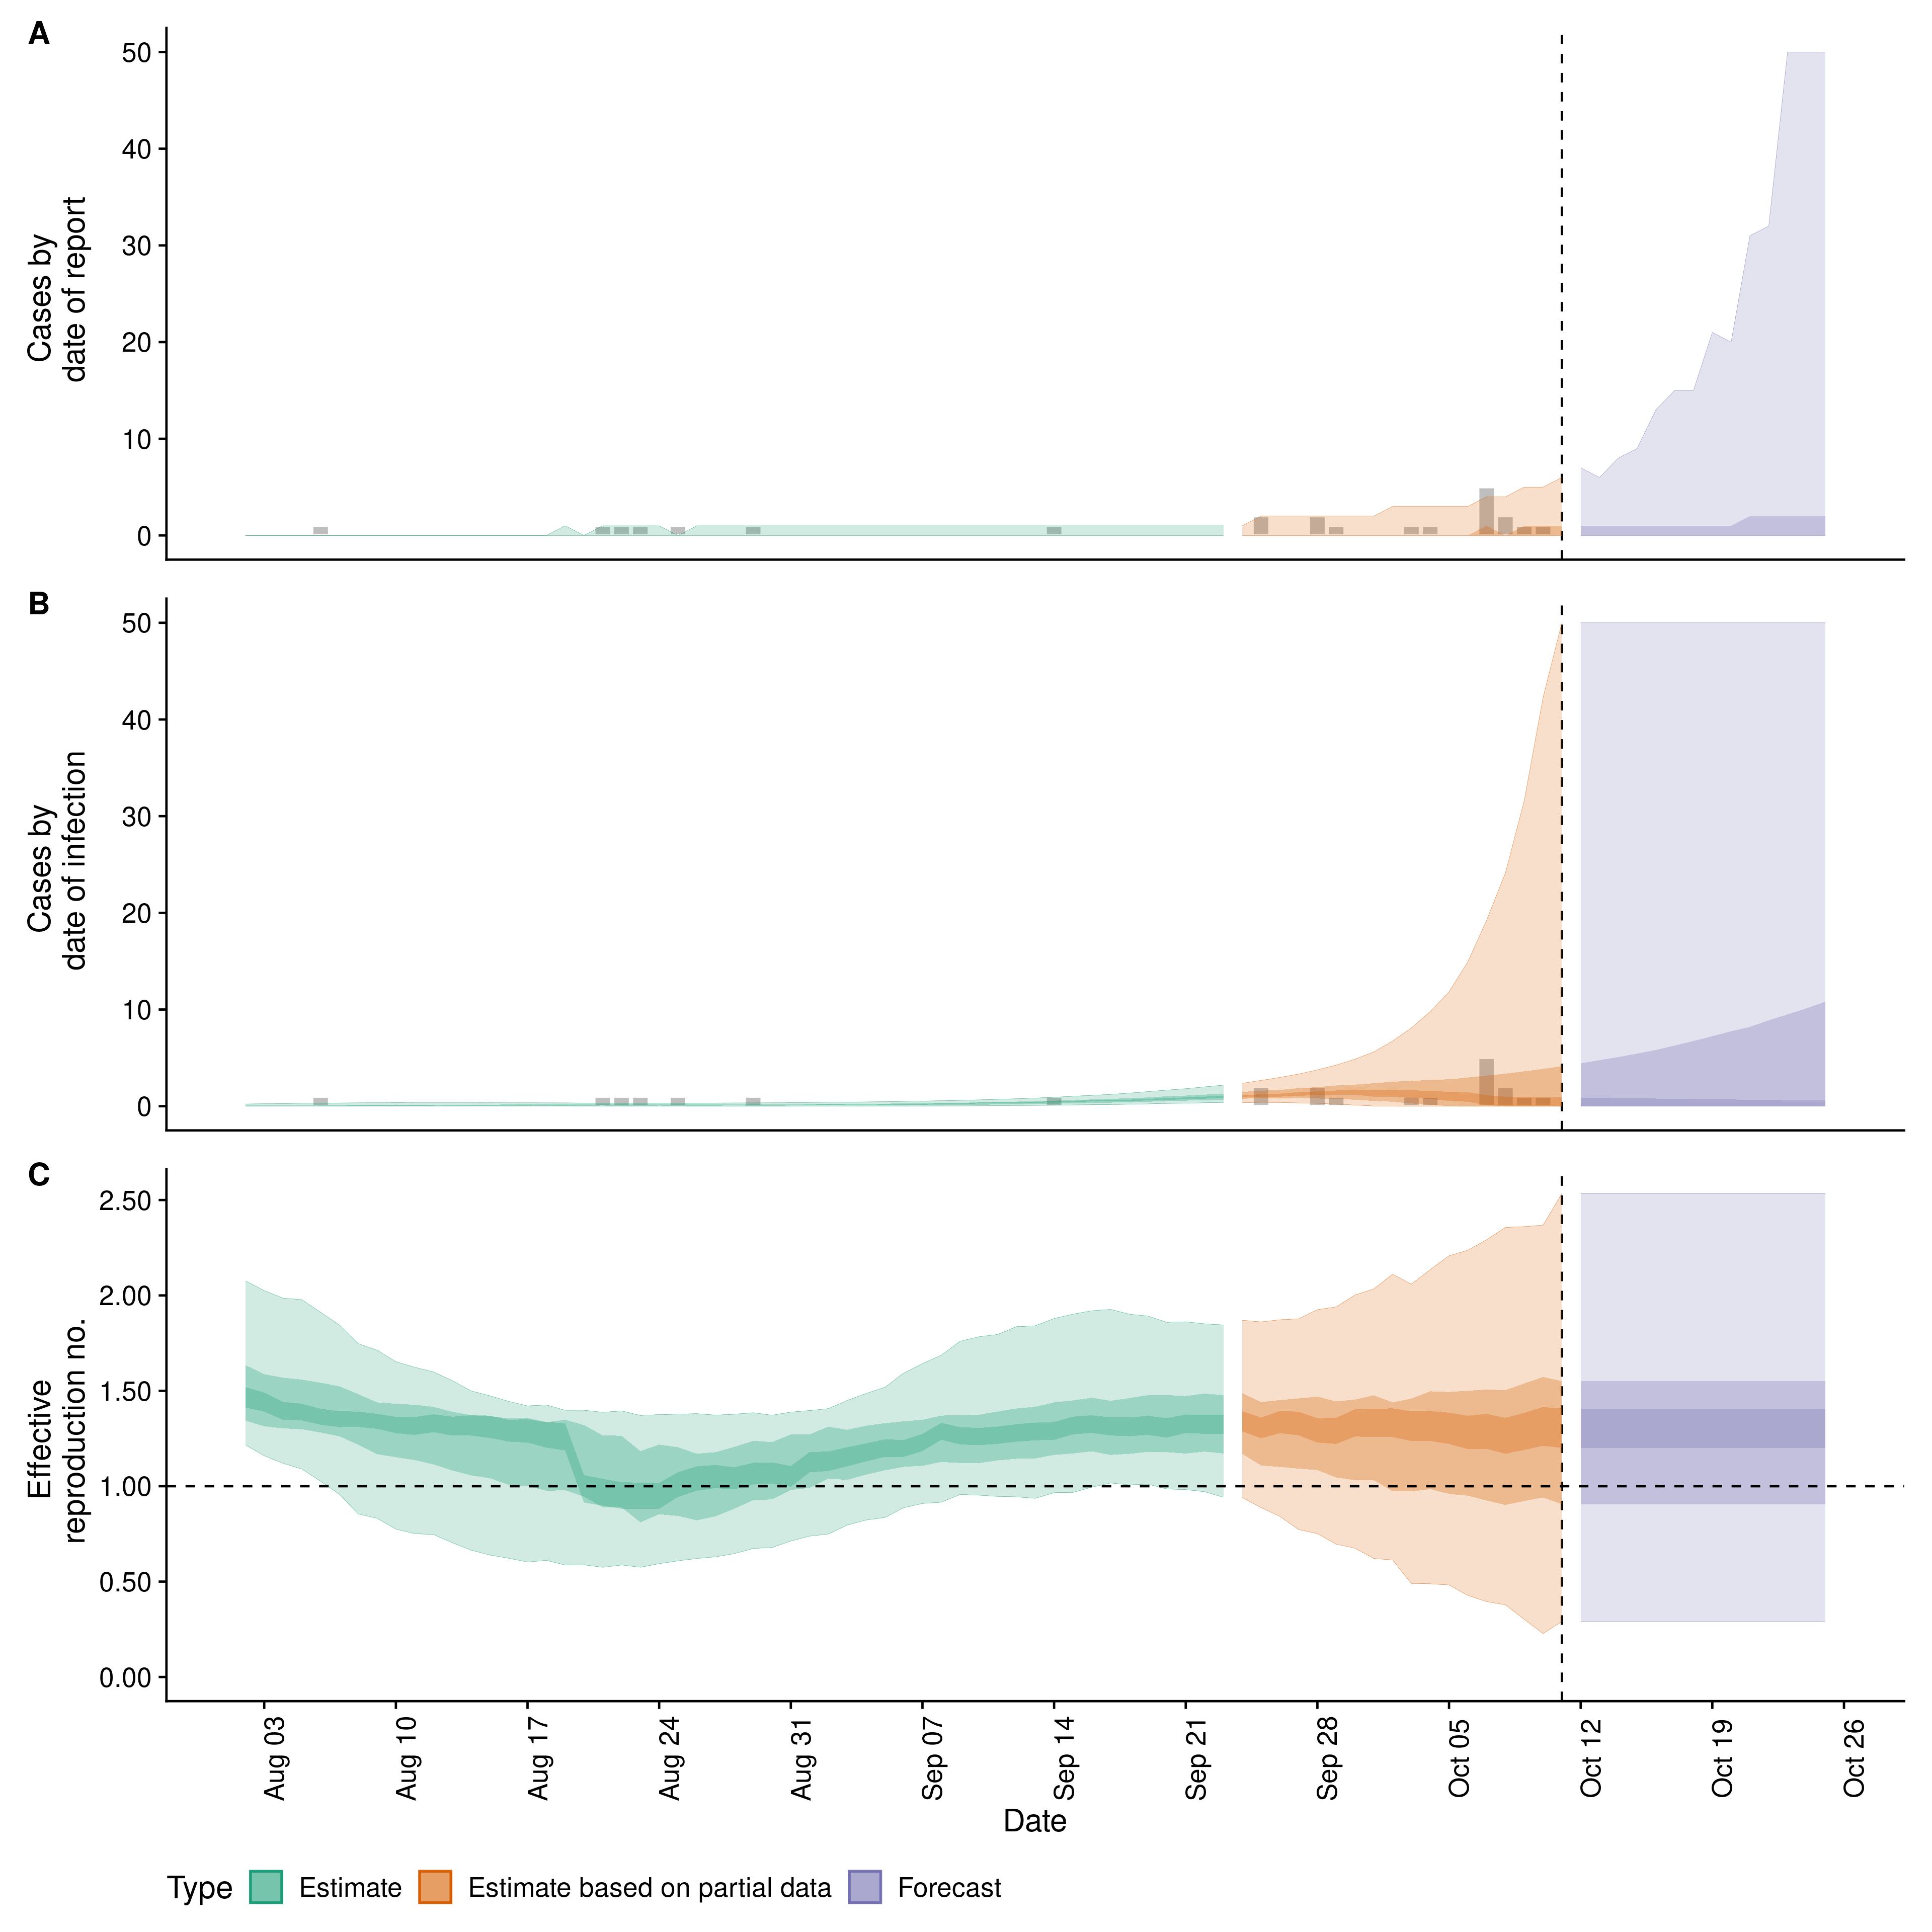 A
50
40
30
20
10
0
Cases by
date of report
B
50
40
30
20
10
0
Cases by
date of infection
C
2.50
2.00
1.50
1.00
0.50
0.00
Effective
reproduction no.
Aug 03
Aug 10
Aug 17
Aug 24
Aug 31
Sep 07
Sep 14
Sep 21
Sep 28
Oct 05
Oct 12
Oct 19
Oct 26
Date
Type Estimate Estimate based on partial data Forecast